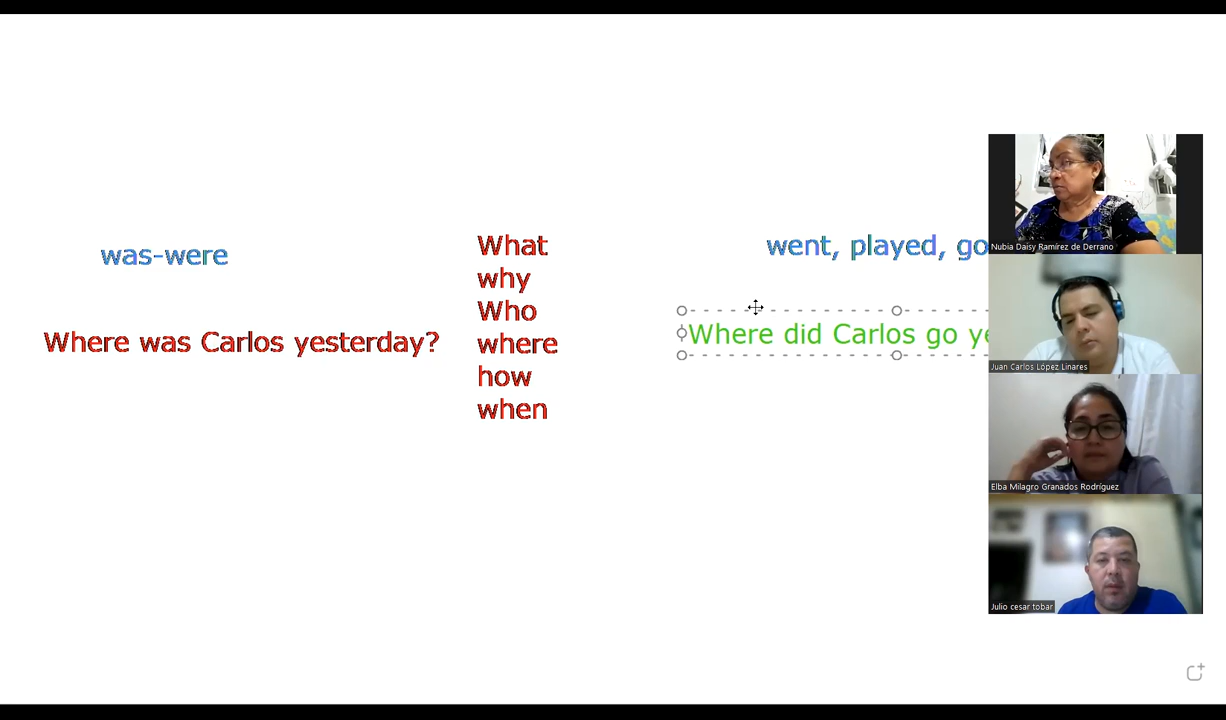 was-were
Where was Carlos yesterday?
What
why
Who
where
how
when
went, played, go
Where did Carlos go ye
Nubia Daisy Ramírez de Derrano
Juan Carlos López Linares
Elba Milagro Granados Rodríguez
Julio cesar tobar